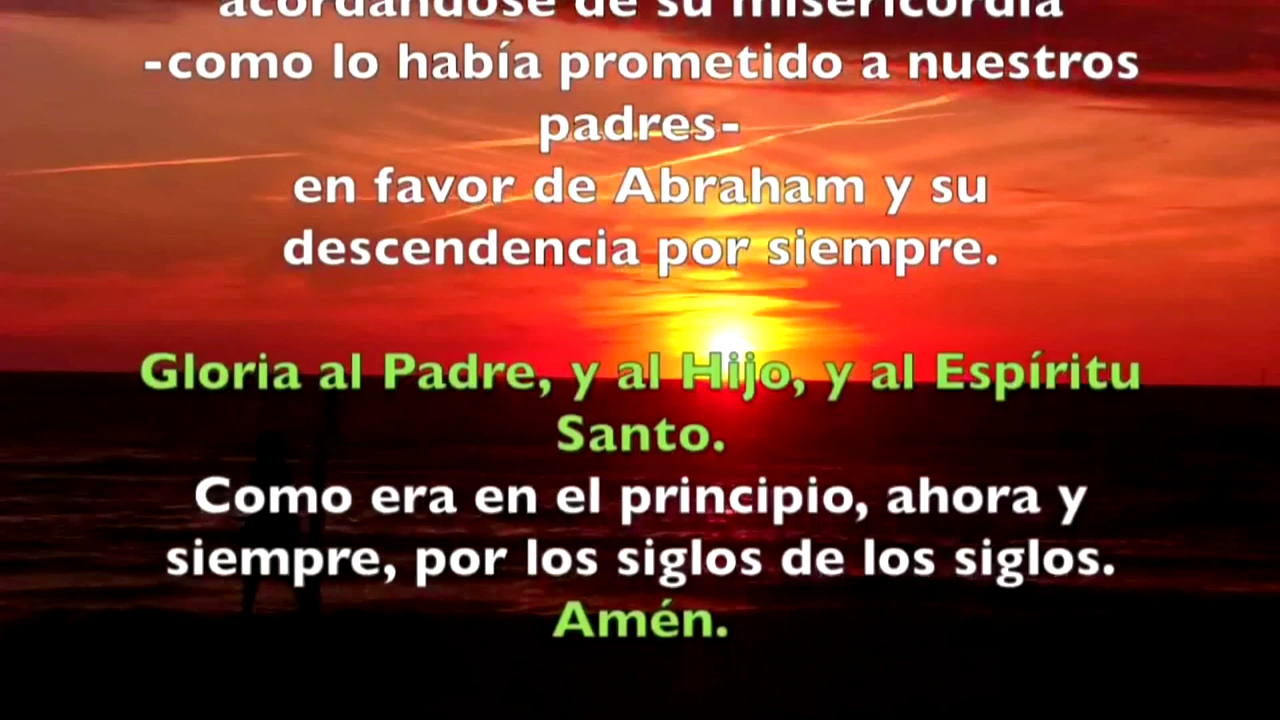 acordándose de su misericordia
-como lo había prometido a nuestros
padres-
en favor de Abraham y su
descendencia por siempre.
Gloria al Padre, y al Hijo, y al Espíritu
Santo.
Como era en el principio, ahora y
siempre, por los siglos de los siglos.
Amén.